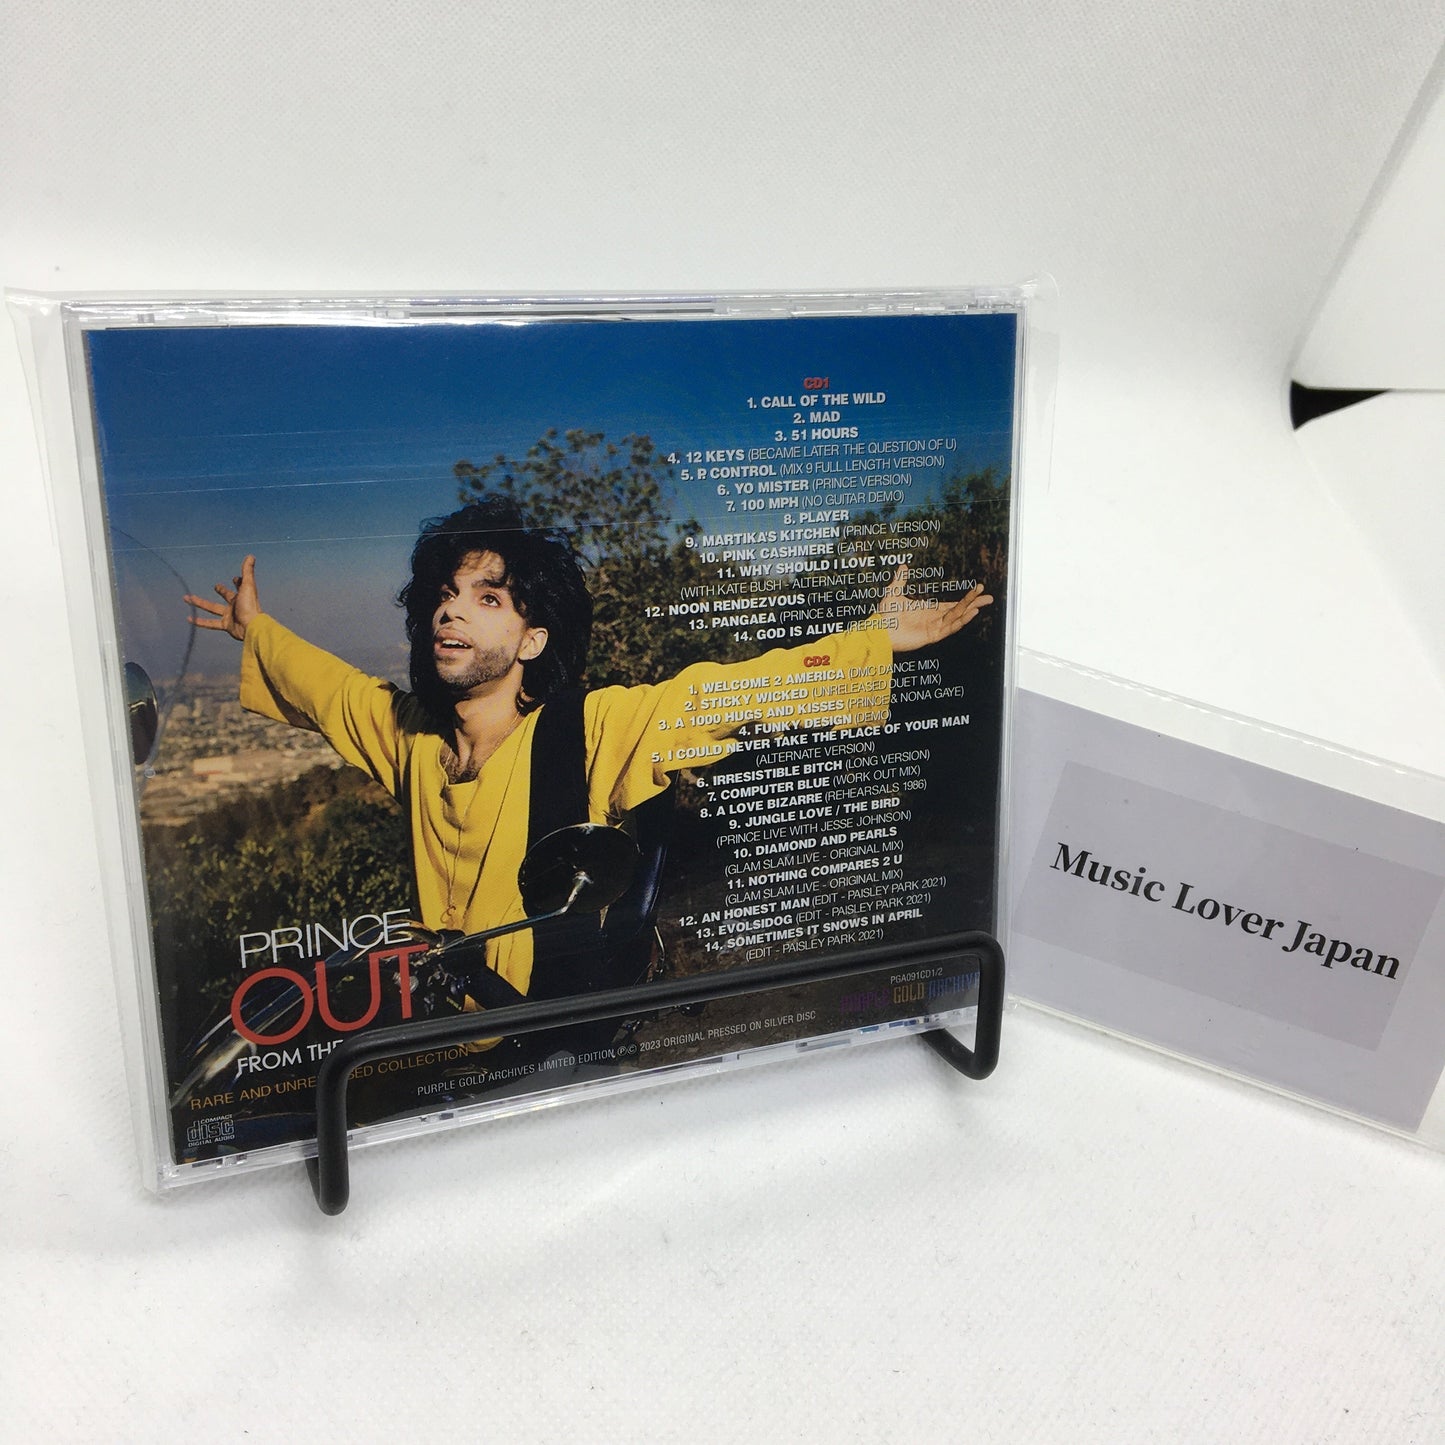 CD1
1. CALL OF THE WILD
2. MAD
3. 51 HOURS
4. 12 KEYS (BECAME LATER THE QUESTION OF U)
5. P. CONTROL (MIX 9 FULL LENGTH VERSION)
6. YO MISTER (PRINCE VERSION)
7. 100 MPH (NO GUITAR DEMO)
8. PLAYER
9. MARTIKA'S KITCHEN (PRINCE VERSION)
10. PINK CASHMERE (EARLY VERSION)
11. WHY SHOULD I LOVE YOU?
(WITH KATE BUSH - ALTERNATE DEMO VERSION)
12. NOON RENDEZVOUS (THE GLAMOUROUS LIFE REMIX)
13. PANGAEA (PRINCE & ERYN ALLEN KANE)
14. GOD IS ALIVE (REPRISE)
CD2
1. WELCOME 2 AMERICA (DMC DANCE MIX)
2. STICKY WICKED (UNRELEASED DUET MIX)
3. A 1000 HUGS AND KISSES (PRINCE & NONA GAYE)
4. FUNKY DESIGN (DEMO)
5. I COULD NEVER TAKE THE PLACE OF YOUR MAN
(ALTERNATE VERSION)
6. IRRESISTIBLE BITCH (LONG VERSION)
7. COMPUTER BLUE (WORK OUT MIX)
8. A LOVE BIZARRE (REHEARSALS 1986)
9. JUNGLE LOVE / THE BIRD
(PRINCE LIVE WITH JESSE JOHNSON)
10. DIAMOND AND PEARLS
(GLAM SLAM LIVE - ORIGINAL MIX)
11. NOTHING COMPARES 2 U
(GLAM SLAM LIVE - ORIGINAL MIX)
12. AN HONEST MAN (EDIT - PAISLEY PARK 2021)
13. EVOLSIDOG (EDIT - PAISLEY PARK 2021)
14. SOMETIMES IT SNOWS IN APRIL
(EDIT - PAISLEY PARK 2021)
PRINCE
OUT
FROM THE
RARE AND COLLECTION
PGA091CD1/2
PURPLE GOLD ARCHIVE
PURPLE GOLD ARCHIVES LIMITED EDITION ℗© 2023 ORIGINAL PRESSED ON SILVER DISC
COMPACT
disc
DIGITAL AUDIO
Music Lover Japan